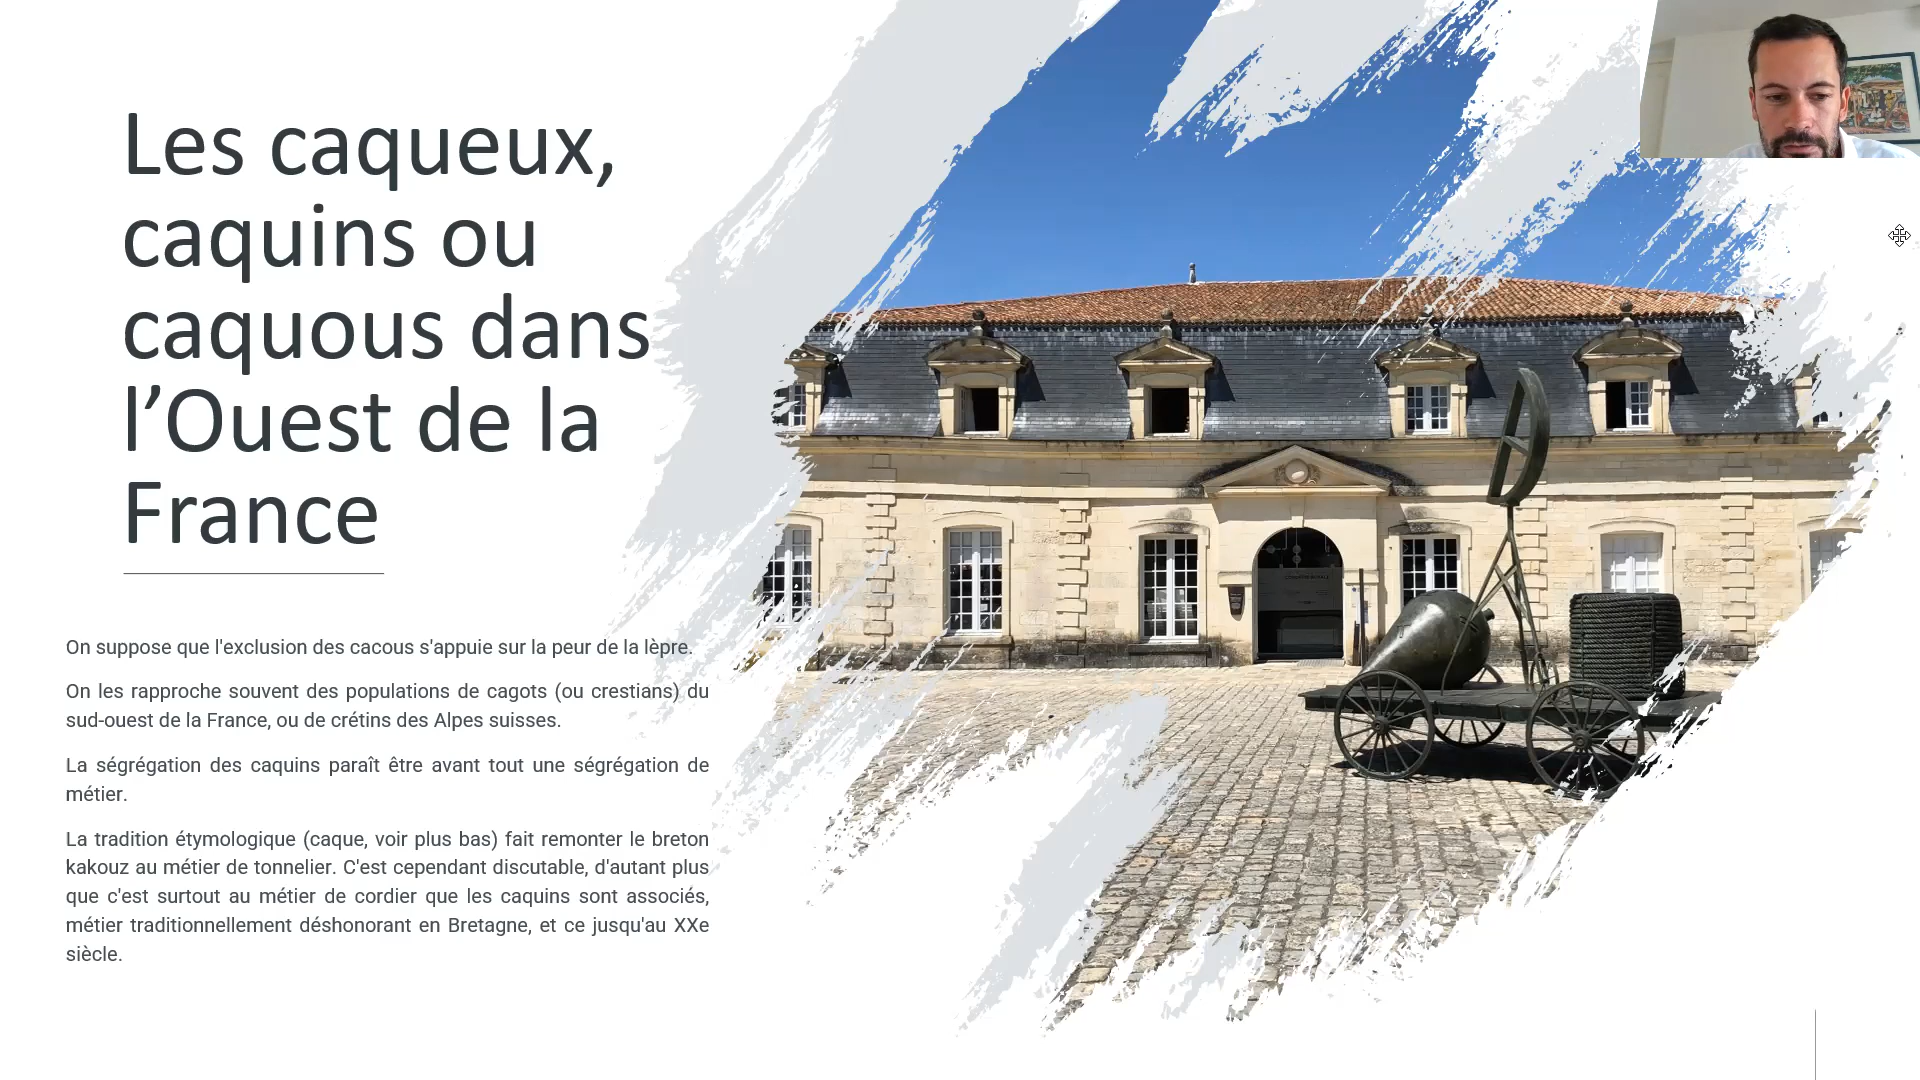 Les caqueux,
caquins ou
caquous dans
l’Ouest de la
France
On suppose que l'exclusion des cacous s'appuie sur la peur de la lèpre.
On les rapproche souvent des populations de cagots (ou crestians) du
sud-ouest de la France, ou de crétins des Alpes suisses.
La ségrégation des caquins paraît être avant tout une ségrégation de
métier.
La tradition étymologique (caque, voir plus bas) fait remonter le breton
kakouz au métier de tonnelier. C'est cependant discutable, d'autant plus
que c'est surtout au métier de cordier que les caquins sont associés,
métier traditionnellement déshonorant en Bretagne, et ce jusqu'au XXe
siècle.